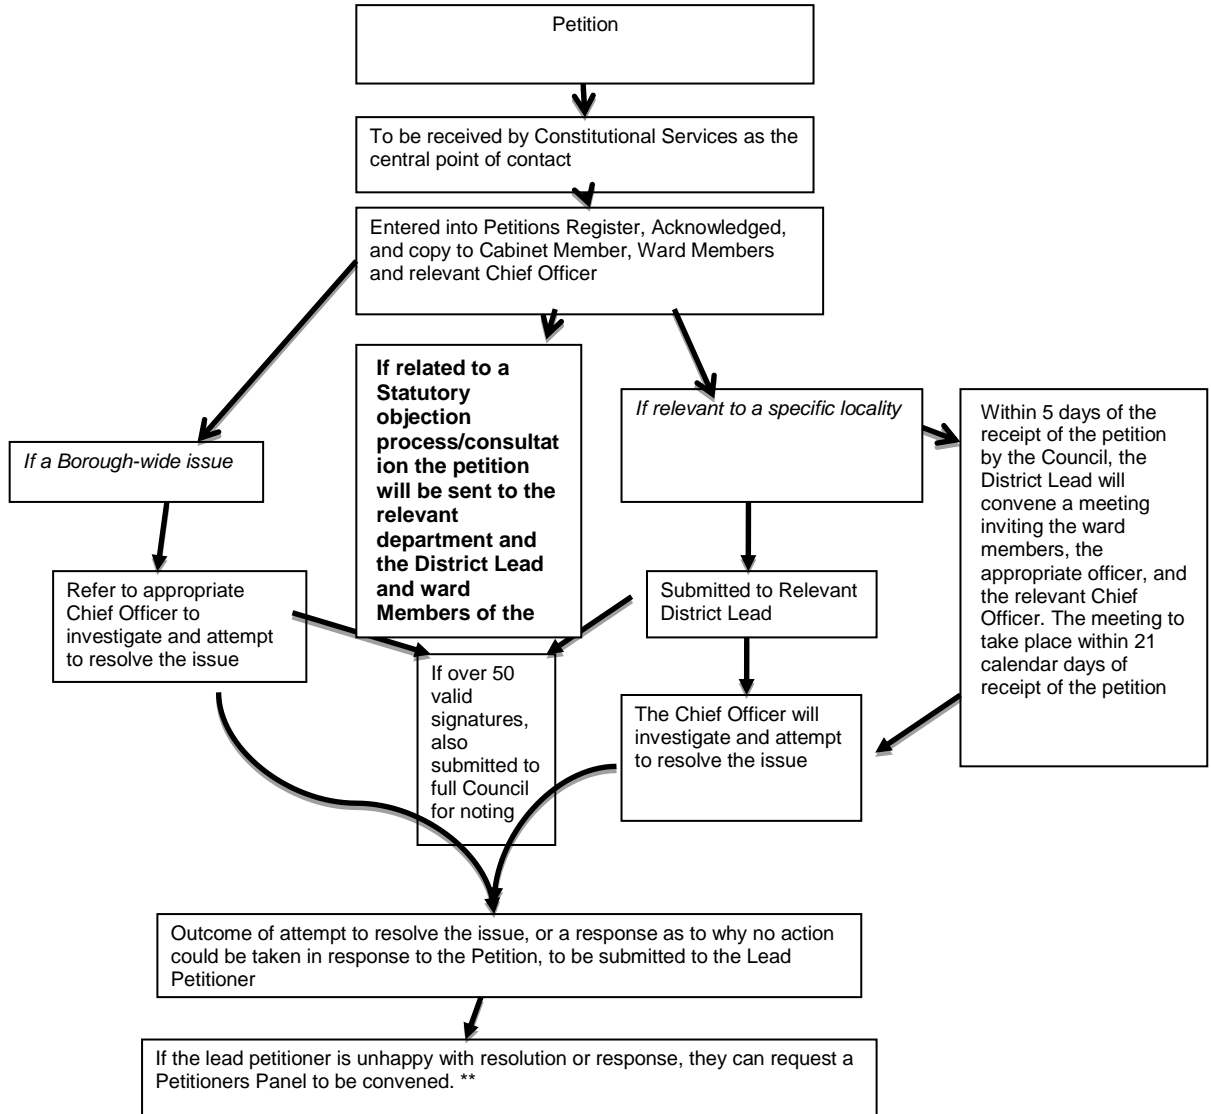 Petition
To be received by Constitutional Services as the
central point of contact
Entered into Petitions Register, Acknowledged,
and copy to Cabinet Member, Ward Members
and relevant Chief Officer
If a Borough-wide issue
If related to a
Statutory
objection
process/consultat
ion the petition
will be sent to the
relevant
department and
the District Lead
and ward
Members of the
If relevant to a specific locality
Within 5 days of the
receipt of the petition
by the Council, the
District Lead will
convene a meeting
inviting the ward
members, the
appropriate officer, and
the relevant Chief
Officer. The meeting to
take place within 21
calendar days of
receipt of the petition
Refer to appropriate
Chief Officer to
investigate and attempt
to resolve the issue
Submitted to Relevant
District Lead
If over 50
valid
signatures,
also
submitted to
full Council
for noting
The Chief Officer will
investigate and attempt
to resolve the issue
Outcome of attempt to resolve the issue, or a response as to why no action
could be taken in response to the Petition, to be submitted to the Lead
Petitioner
If the lead petitioner is unhappy with resolution or response, they can request a
Petitioners Panel to be convened. **